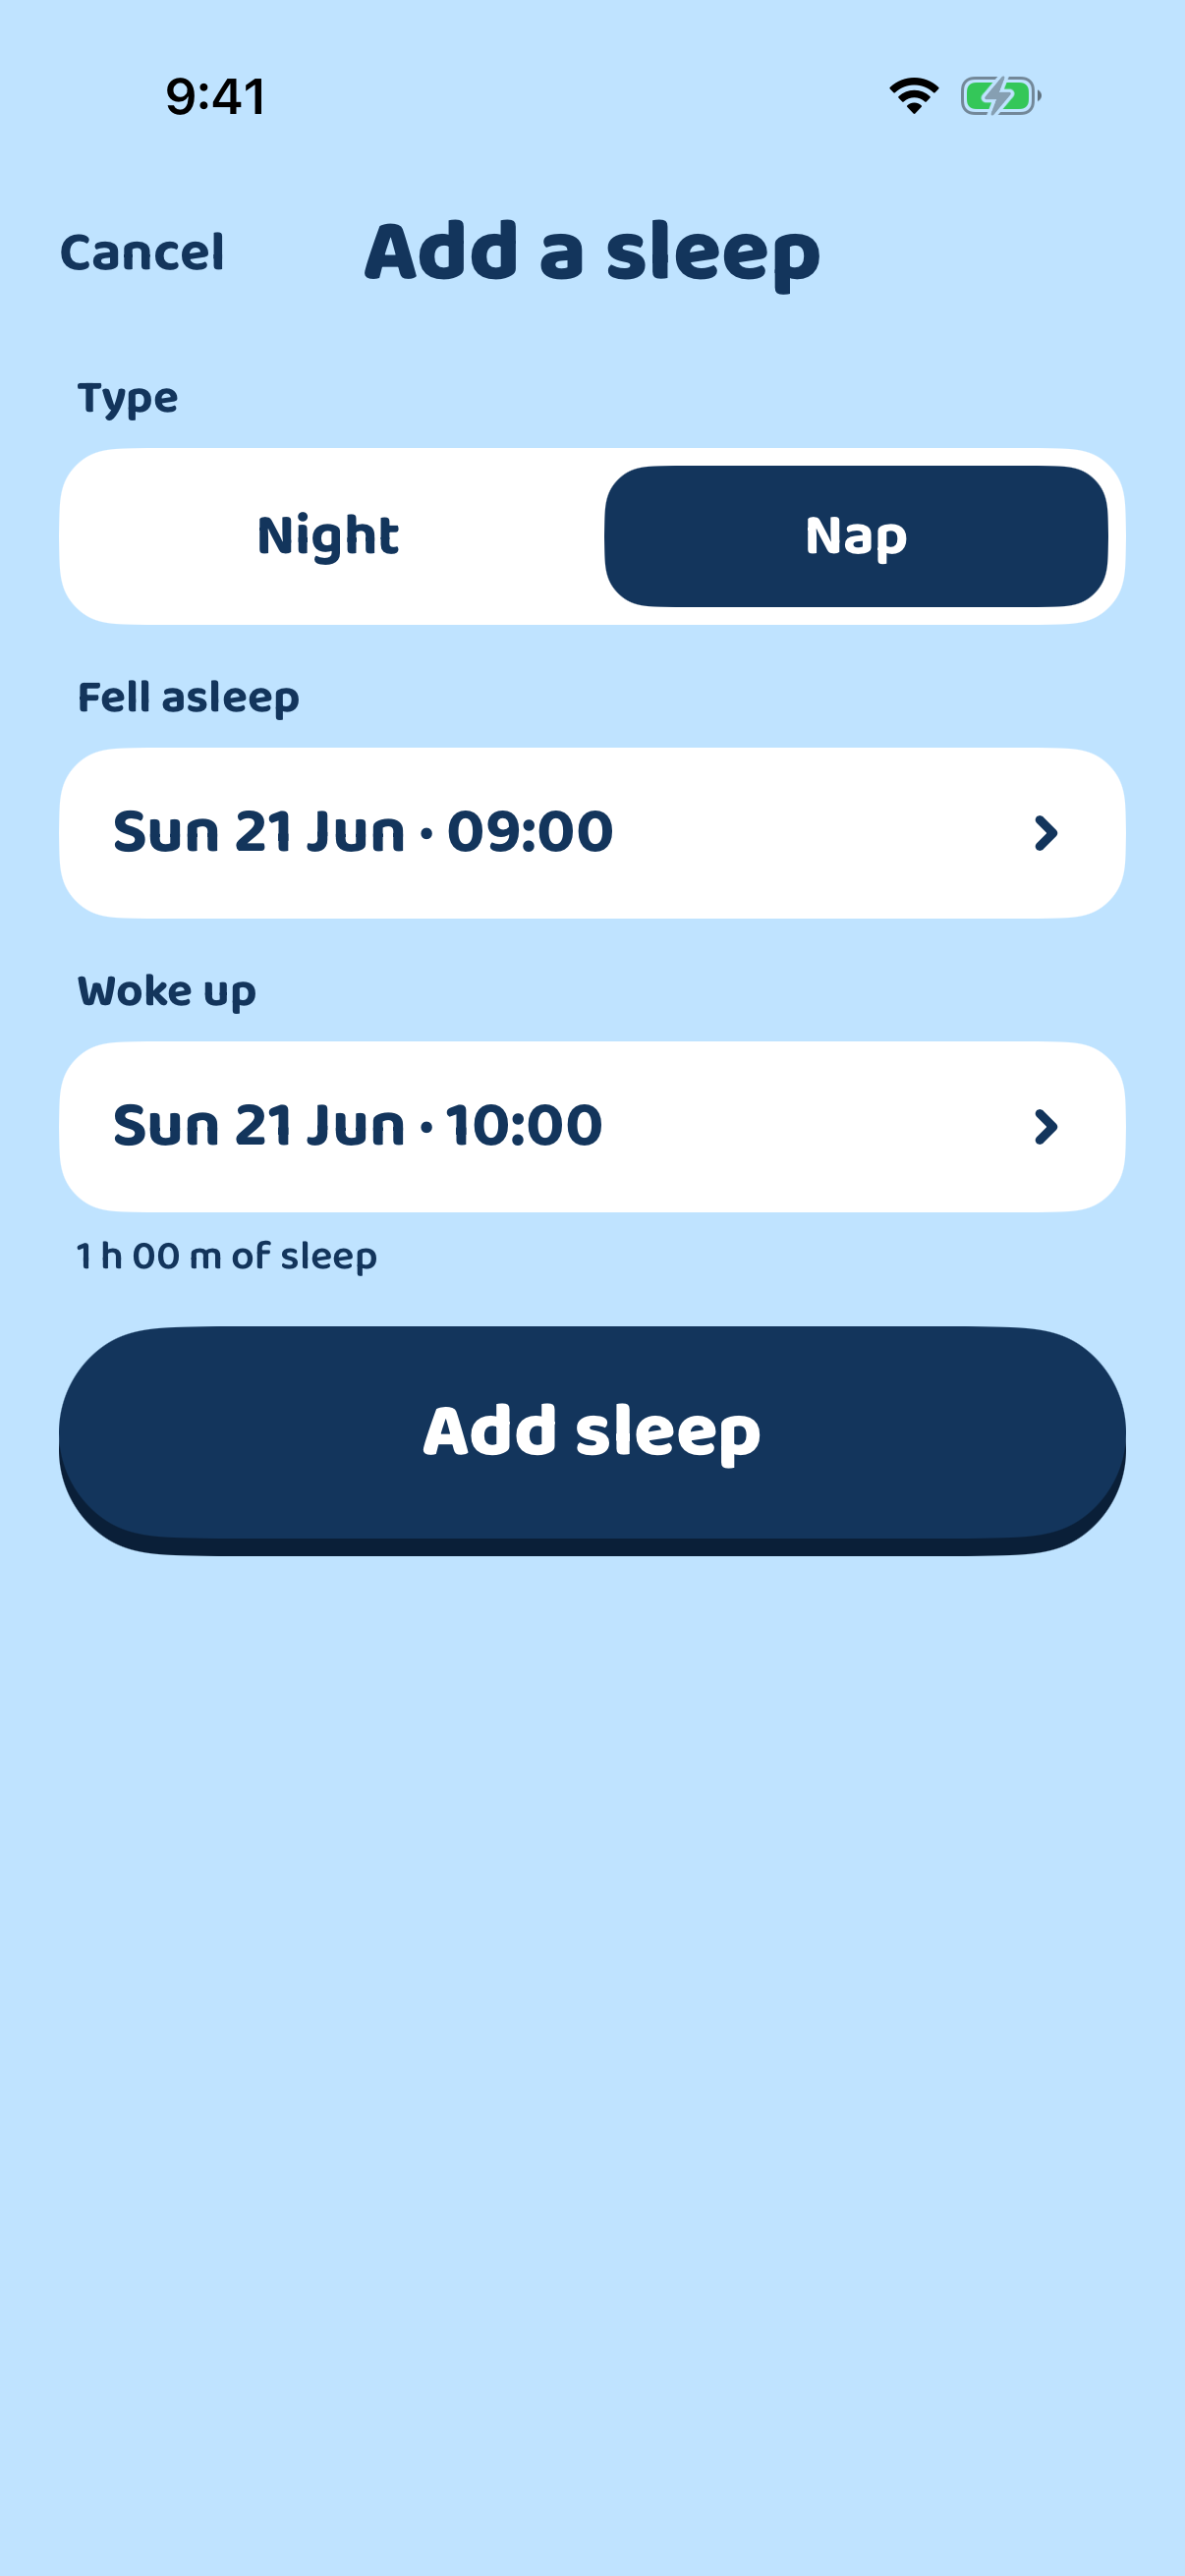 9:41
Cancel
Add a sleep
Type
Night
Nap
Fell asleep
Sun 21 Jun · 09:00
Woke up
Sun 21 Jun · 10:00
1 h 00 m of sleep
Add sleep